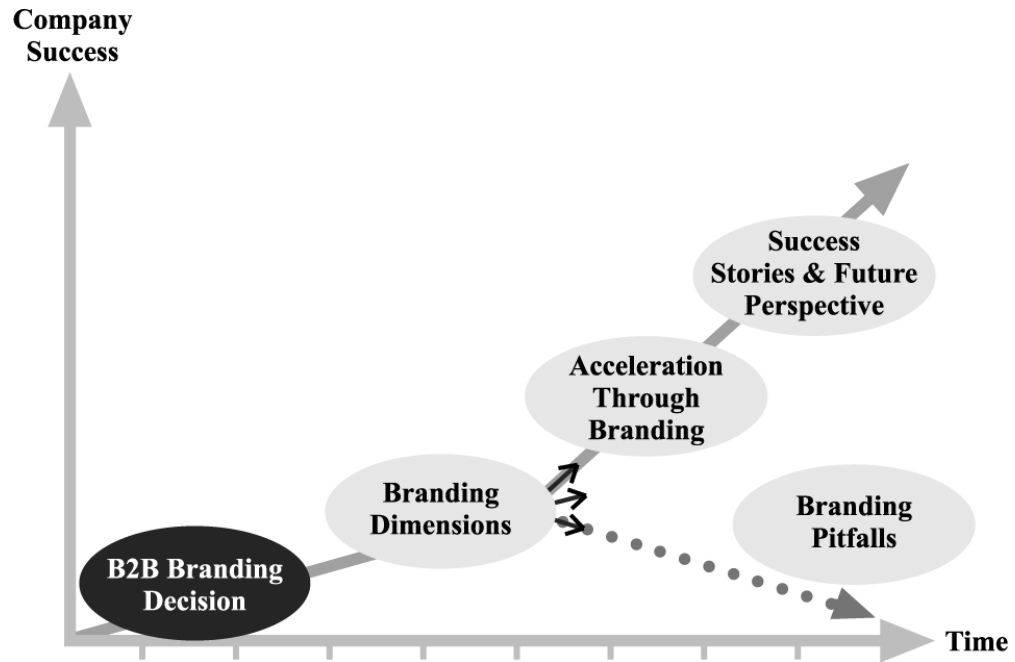 Company
Success
Success
Stories & Future
Perspective
Acceleration
Through
Branding
Branding
Dimensions
Branding
Pitfalls
B2B Branding
Decision
Time